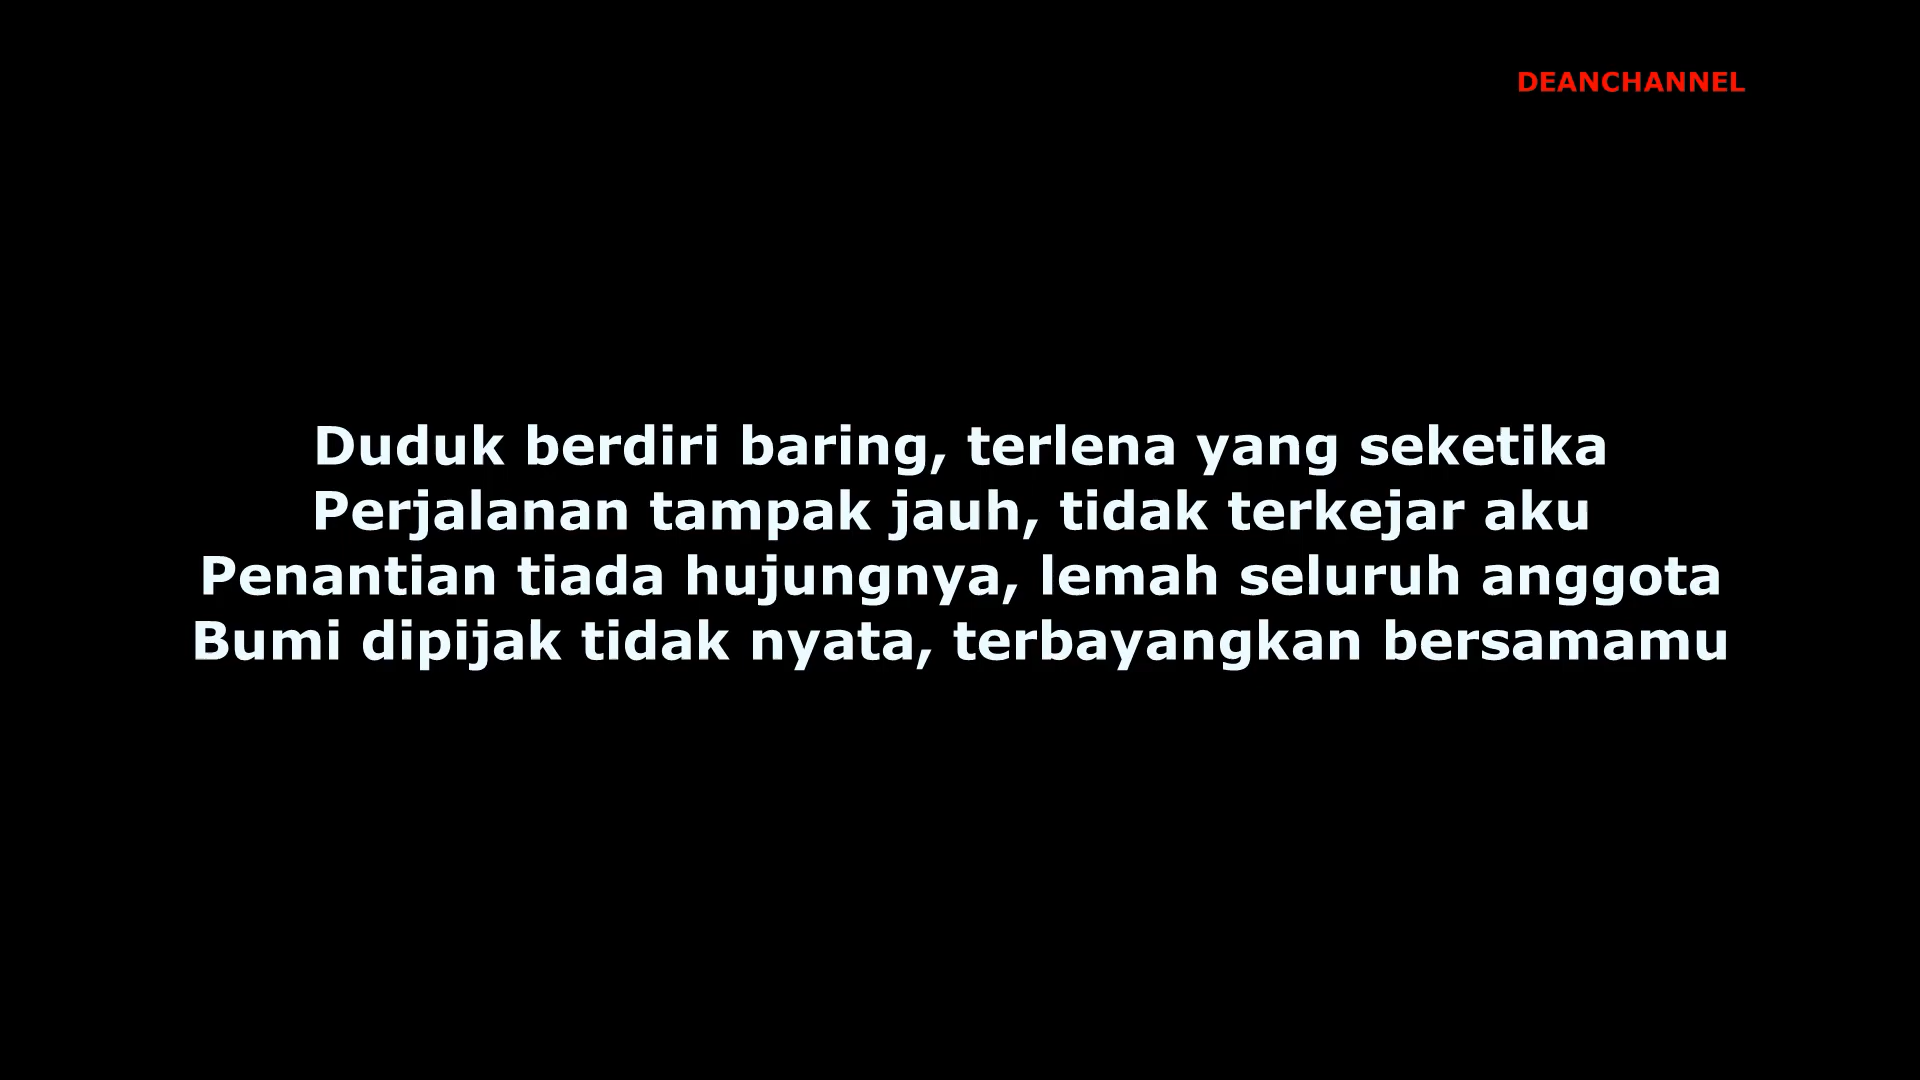 DEANCHANNEL
Duduk berdiri baring, terlena yang seketika
Perjalanan tampak jauh, tidak terkejar aku
Penantian tiada hujungnya, lemah seluruh anggota
Bumi dipijak tidak nyata, terbayangkan bersamamu